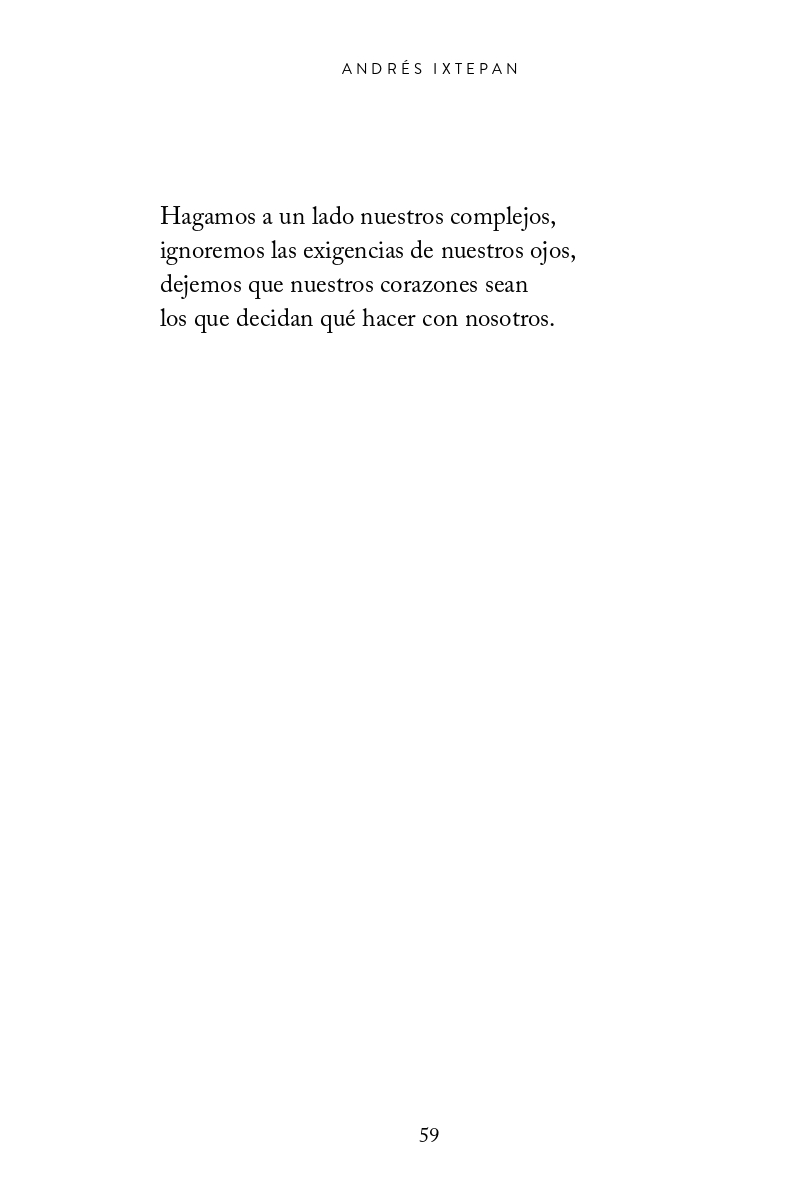 ANDRÉS IXTEPAN
Hagamos a un lado nuestros complejos,
ignoremos las exigencias de nuestros ojos,
dejemos que nuestros corazones sean
los que decidan qué hacer con nosotros.
59